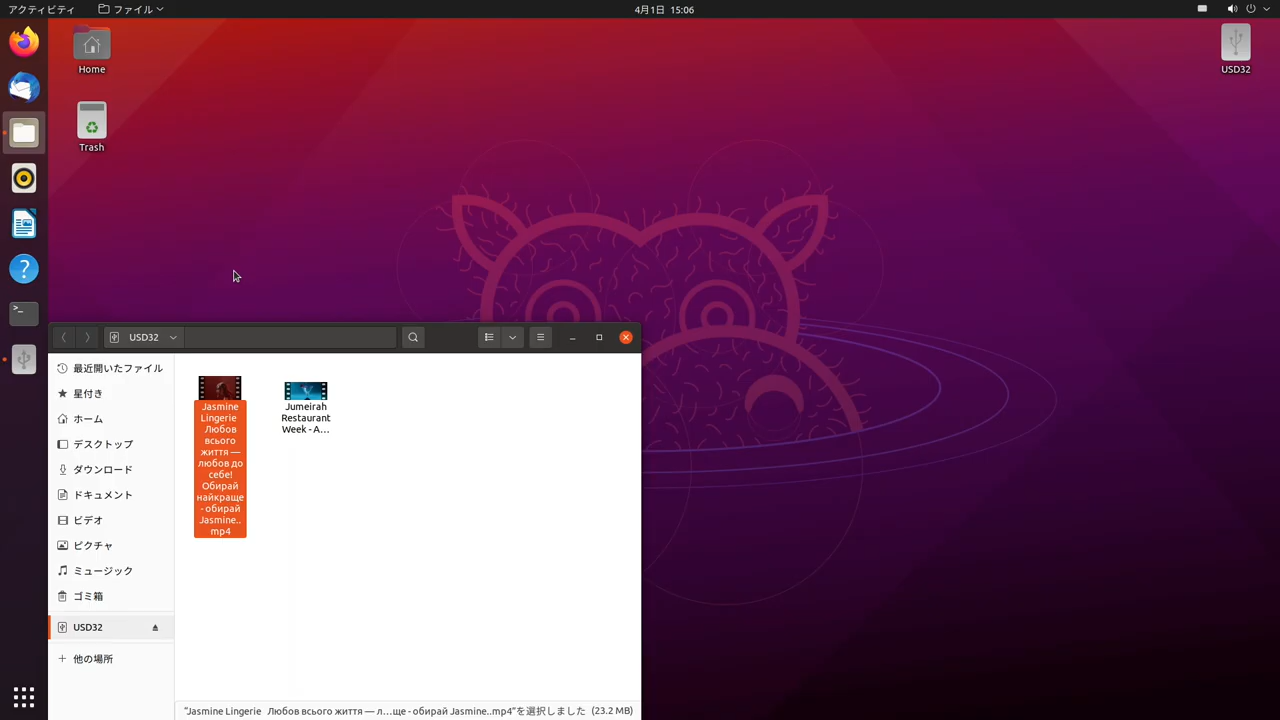 アクティビティ
ファイル
4月1日 15:06
Home
Trash
USD32
USD32
最近開いたファイル
星付き
ホーム
デスクトップ
ダウンロード
ドキュメント
ビデオ
ピクチャ
ミュージック
ゴミ箱
USD32
他の場所
Jasmine
Lingerie
Любов
всього
життя —
любов до
себе!
Обирай
найкраще
- обирай
Jasmine..
mp4
Jumeirah
Restaurant
Week - A…
"Jasmine Lingerie Любов всього життя — л…ще - обирай Jasmine..mp4"を選択しました (23.2 MB)